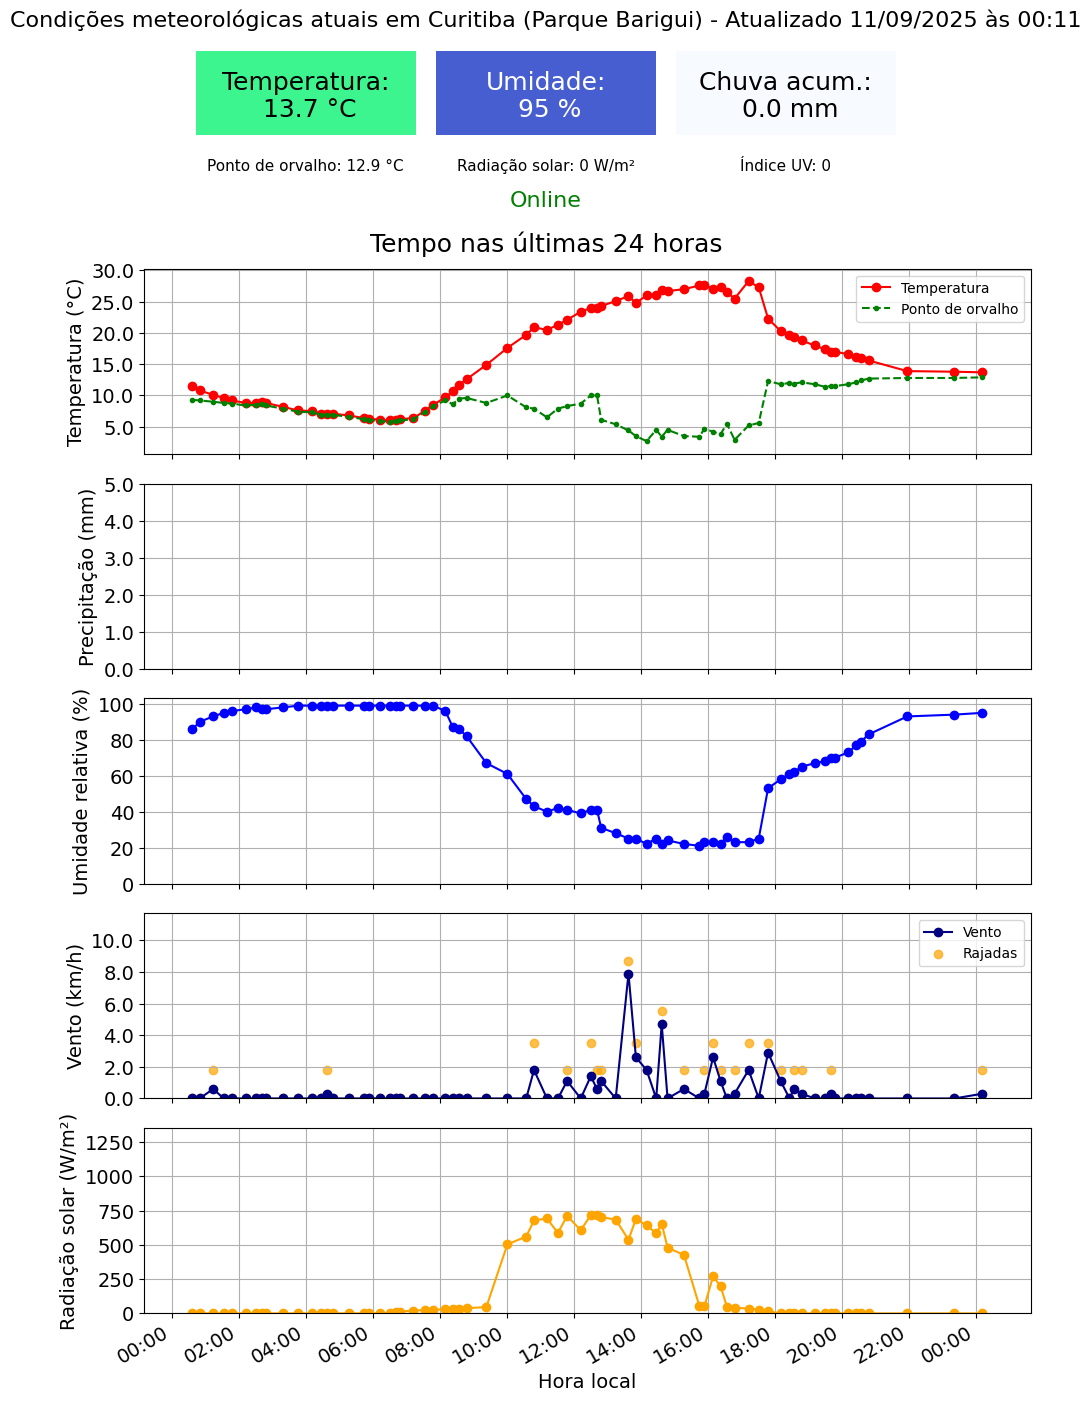 Condições meteorológicas atuais em Curitiba (Parque Barigui) - Atualizado 11/09/2025 às 00:11
Temperatura:
13.7 °C
Umidade:
95 %
Chuva acum.:
0.0 mm
Ponto de orvalho: 12.9 °C
Radiação solar: 0 W/m²
Índice UV: 0
Online
Tempo nas últimas 24 horas
Temperatura (°C)
30.0
25.0
20.0
15.0
10.0
5.0
Temperatura
Ponto de orvalho
Precipitação (mm)
5.0
4.0
3.0
2.0
1.0
0.0
Umidade relativa (%)
100
80
60
40
20
0
Vento (km/h)
10.0
8.0
6.0
4.0
2.0
0.0
Vento
Rajadas
Radiação solar (W/m²)
1250
1000
750
500
250
0
00:00
02:00
04:00
06:00
08:00
10:00
12:00
14:00
16:00
18:00
20:00
22:00
00:00
Hora local